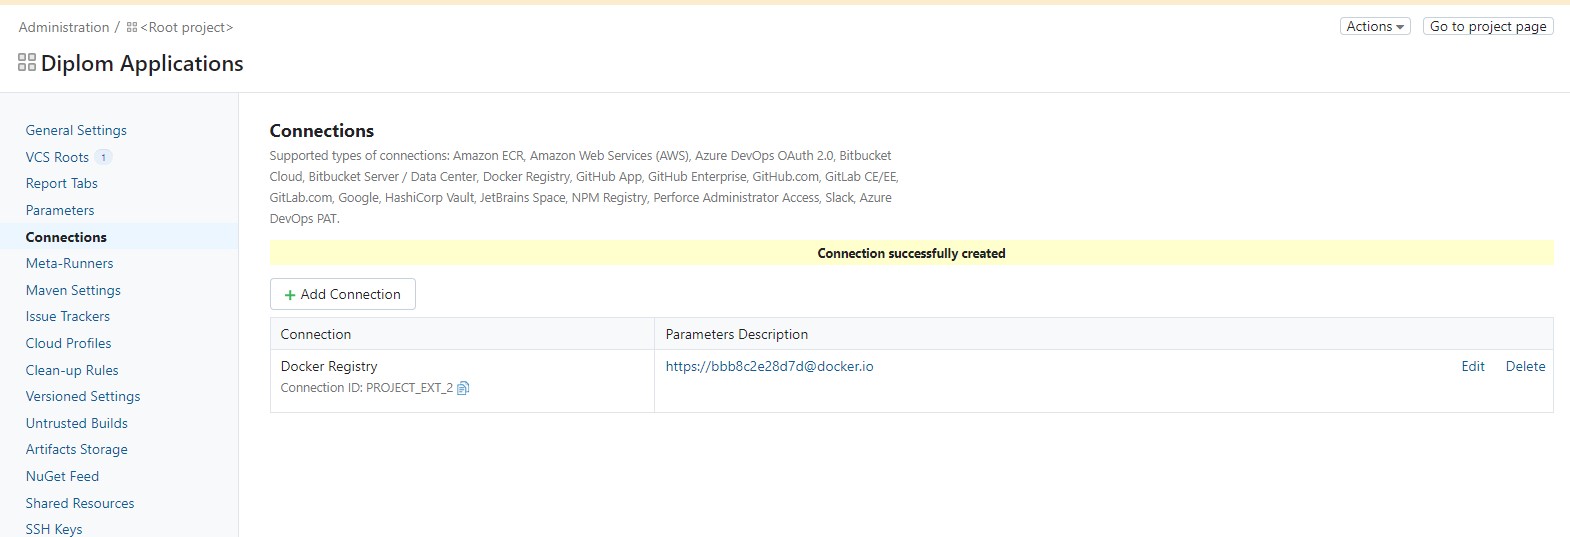 Administration / <Root project>
Actions
Go to project page
Diplom Applications
General Settings
VCS Roots 1
Report Tabs
Parameters
Connections
Meta-Runners
Maven Settings
Issue Trackers
Cloud Profiles
Clean-up Rules
Versioned Settings
Untrusted Builds
Artifacts Storage
NuGet Feed
Shared Resources
SSH Keys
Connections
Supported types of connections: Amazon ECR, Amazon Web Services (AWS), Azure DevOps OAuth 2.0, Bitbucket
Cloud, Bitbucket Server / Data Center, Docker Registry, GitHub App, GitHub Enterprise, GitHub.com, GitLab CE/EE,
GitLab.com, Google, HashiCorp Vault, JetBrains Space, NPM Registry, Perforce Administrator Access, Slack, Azure
DevOps PAT.
Connection successfully created
+ Add Connection
Connection
Parameters Description
Docker Registry
Connection ID: PROJECT_EXT_2
https://bbb8c2e28d7d@docker.io
Edit
Delete